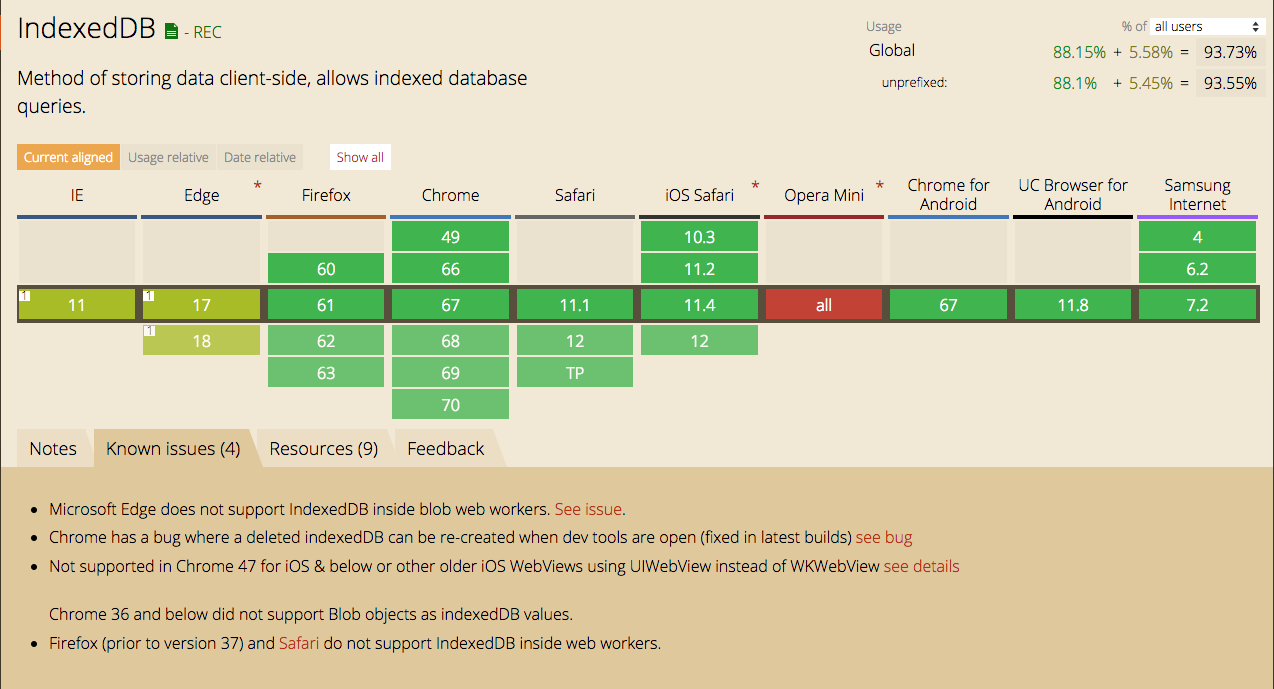 IndexedDB - REC
Usage % of all users
Global 88.15% + 5.58% = 93.73%
unprefixed: 88.1% + 5.45% = 93.55%
Method of storing data client-side, allows indexed database
queries.
Current aligned Usage relative Date relative Show all
IE Edge * Firefox Chrome Safari iOS Safari * Opera Mini * Chrome for Android UC Browser for Android Samsung Internet
49 10.3 4
60 66 11.2 6.2
1 11 1 17 61 67 11.1 11.4 all 67 11.8 7.2
1 18 62 68 12 12
63 69 TP
70
Notes Known issues (4) Resources (9) Feedback
Microsoft Edge does not support IndexedDB inside blob web workers. See issue.
Chrome has a bug where a deleted indexedDB can be re-created when dev tools are open (fixed in latest builds) see bug
Not supported in Chrome 47 for iOS & below or other older iOS WebViews using UIWebView instead of WKWebView see details
Chrome 36 and below did not support Blob objects as indexedDB values.
Firefox (prior to version 37) and Safari do not support IndexedDB inside web workers.